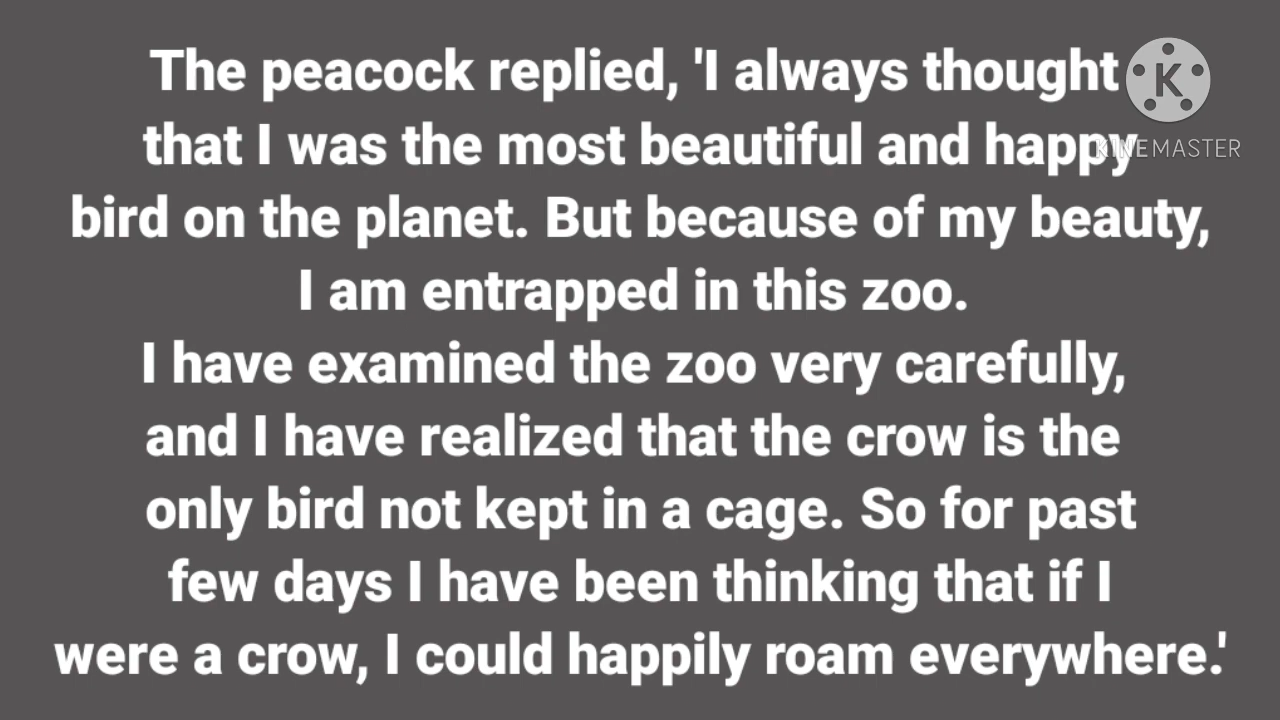 The peacock replied, 'I always thought
that I was the most beautiful and happy
bird on the planet. But because of my beauty,
I am entrapped in this zoo.
I have examined the zoo very carefully,
and I have realized that the crow is the
only bird not kept in a cage. So for past
few days I have been thinking that if I
were a crow, I could happily roam everywhere.'
K
KINEMASTER